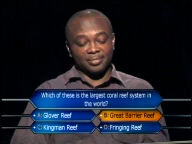 Which of these is the largest coral reef system in
the world?
A: Glover Reef
B: Great Barrier Reef
C: Kingman Reef
D: Fringing Reef